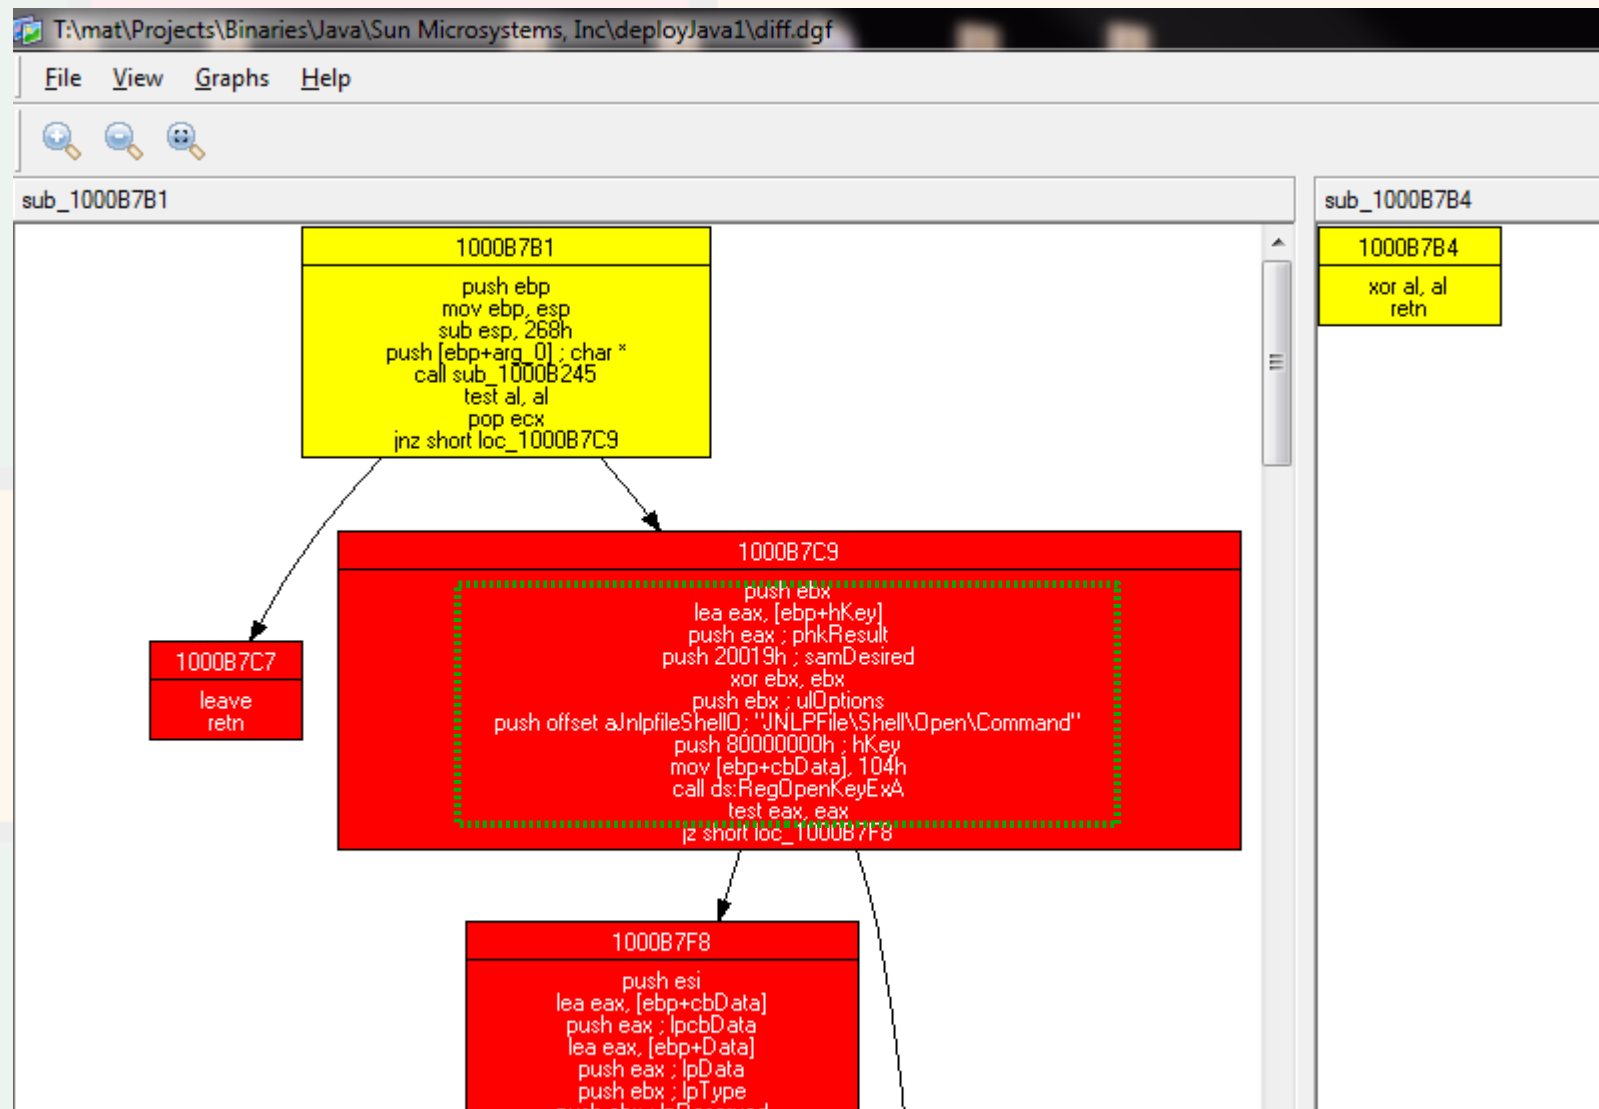 T:\mat\Projects\Binaries\Java\Sun Microsystems, Inc\deployJava1\diff.dgf
File View Graphs Help
sub_1000B7B1
sub_1000B7B4
1000B7B1
push ebp
mov ebp, esp
sub esp, 268h
push [ebp+arg_0] ; char *
call sub_1000B245
test al, al
pop ecx
jnz short loc_1000B7C9
1000B7B4
xor al, al
retn
1000B7C9
push ebx
lea eax, [ebp+hKey]
push eax ; phkResult
push 20019h ; samDesired
xor ebx, ebx
push ebx ; ulOptions
push offset aJnlpfileShellO; "JNLPFile\Shell\Open\Command"
push 80000000h ; hKey
mov [ebp+cbData], 104h
call ds:RegOpenKeyExA
test eax, eax
jz short loc_1000B7F8
1000B7C7
leave
retn
1000B7F8
push esi
lea eax, [ebp+cbData]
push eax ; lpcbData
lea eax, [ebp+Data]
push eax ; lpData
push ebx ; lpType